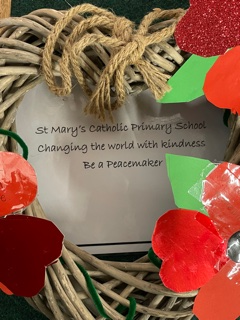 St Mary's Catholic Primary School
Changing the world with kindness
Be a Peacemaker